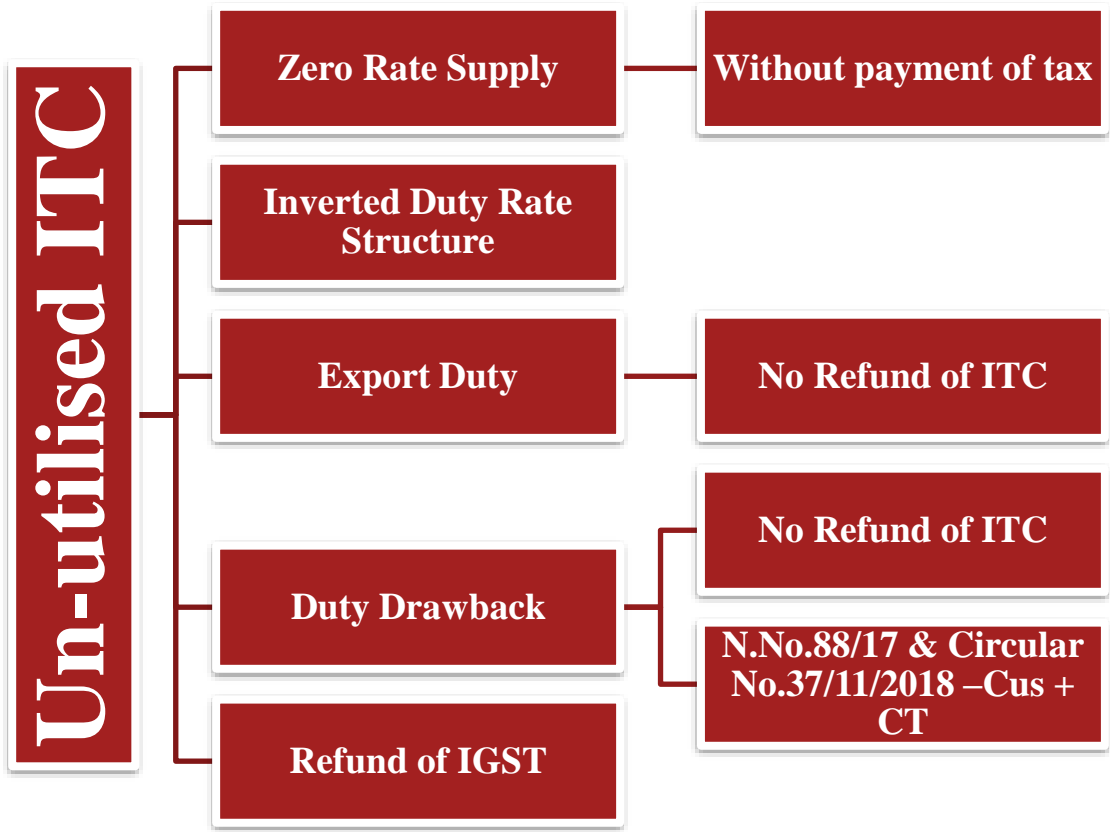 Un-utilised ITC
Zero Rate Supply
Without payment of tax
Inverted Duty Rate
Structure
Export Duty
No Refund of ITC
Duty Drawback
No Refund of ITC
N.No.88/17 & Circular
No.37/11/2018 –Cus +
CT
Refund of IGST